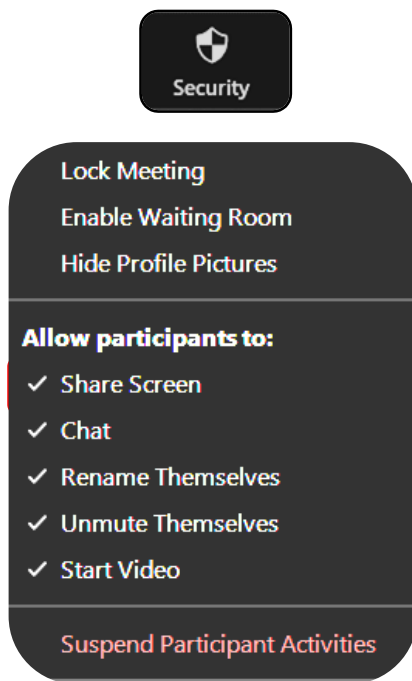 Security
Lock Meeting
Enable Waiting Room
Hide Profile Pictures
Allow participants to:
Share Screen
Chat
Rename Themselves
Unmute Themselves
Start Video
Suspend Participant Activities